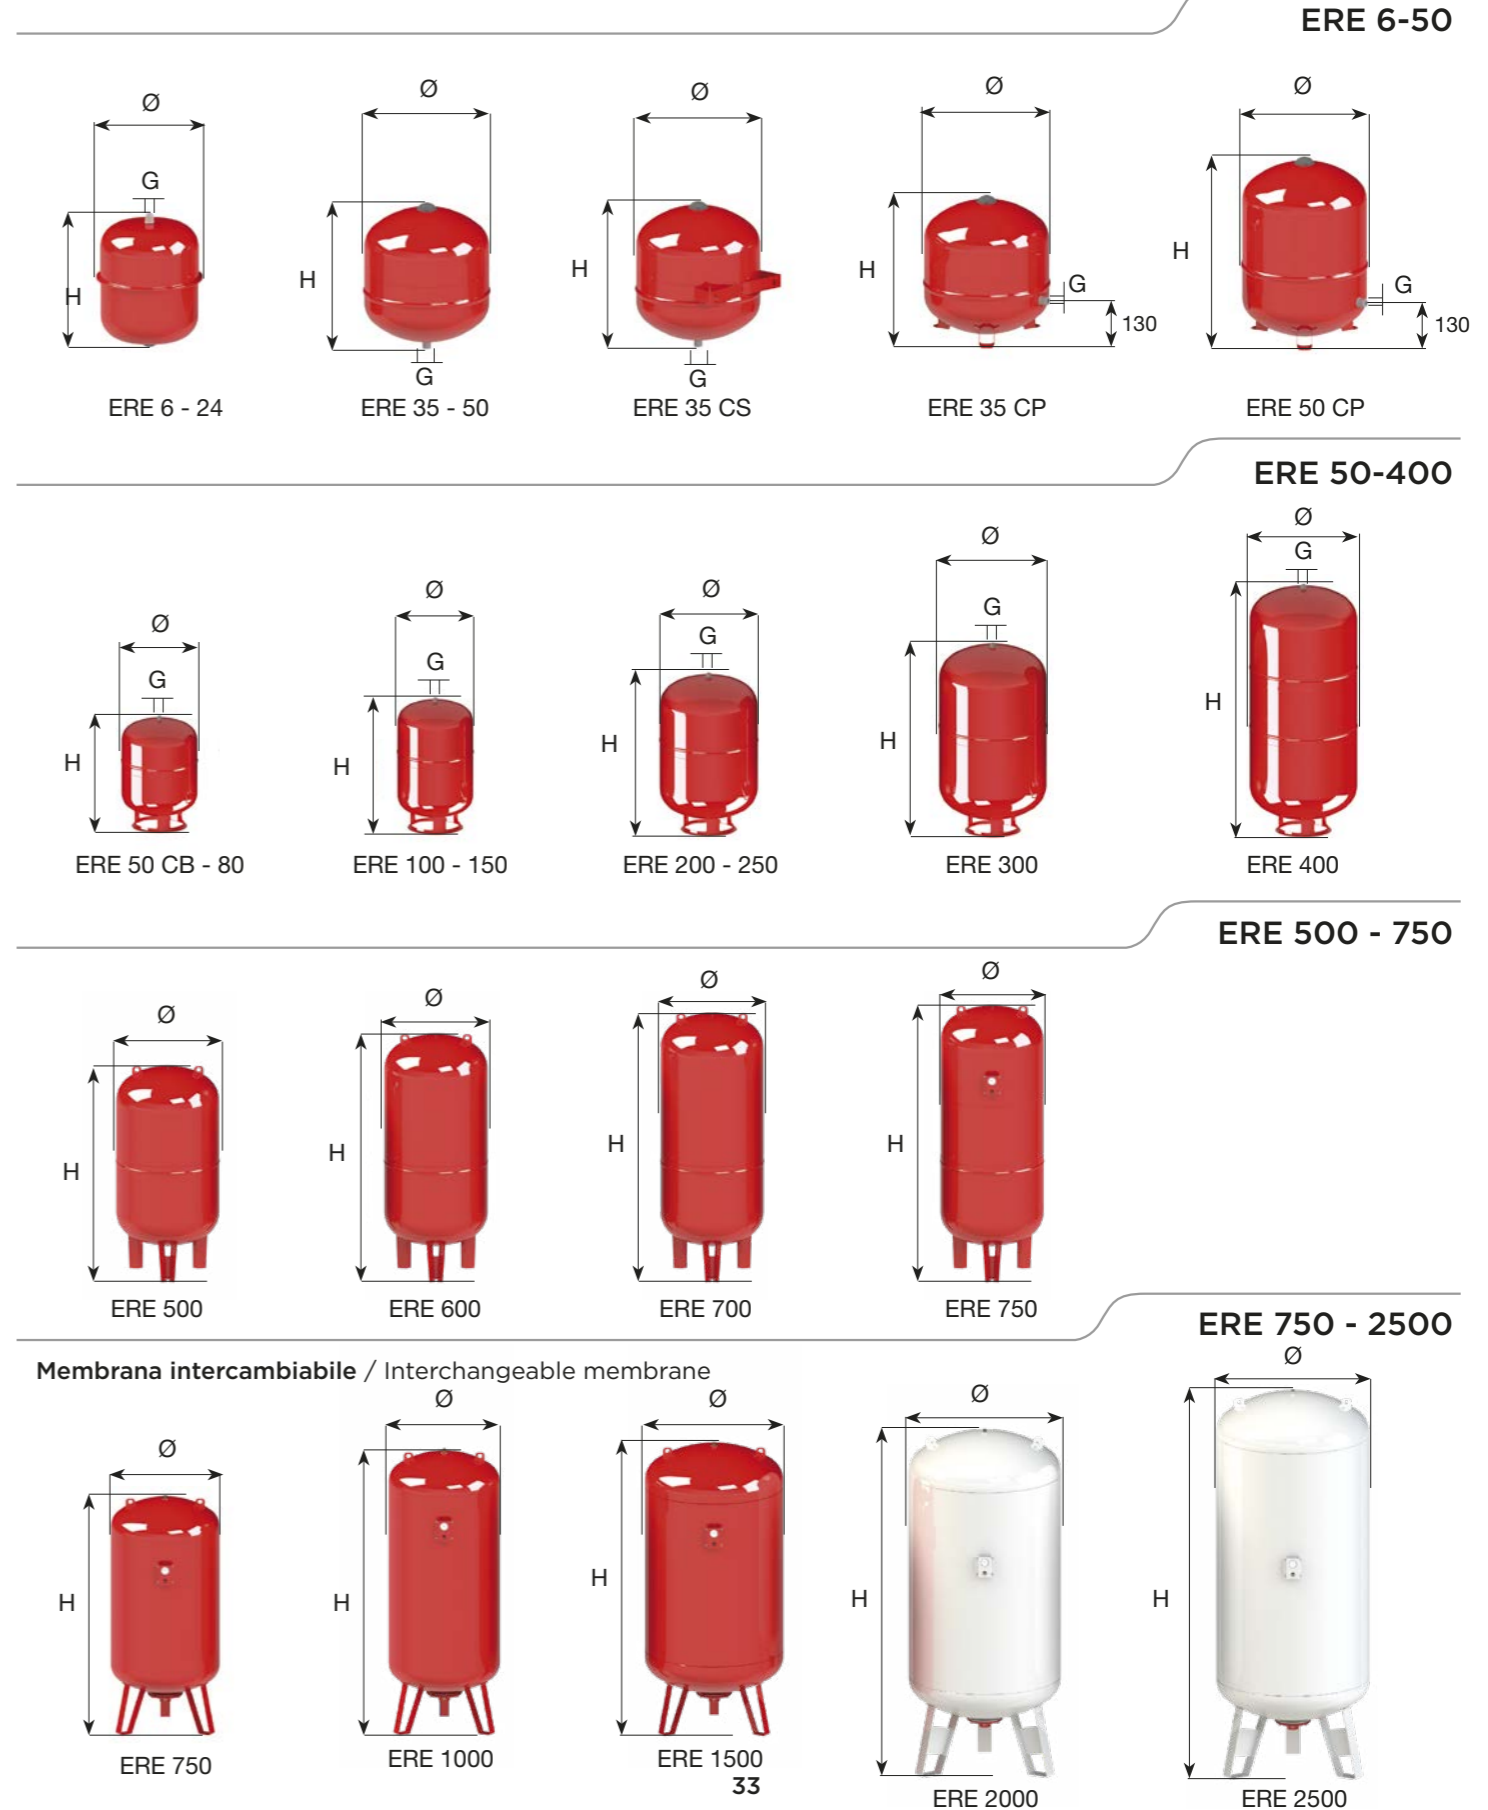 ERE 6-50
Ø Ø Ø Ø Ø
G
H H H H H
G G
130 130
G G G
ERE 6 - 24 ERE 35 - 50 ERE 35 CS ERE 35 CP ERE 50 CP
ERE 50-400
Ø Ø Ø Ø Ø
G G G G G
H H H H H
ERE 50 CB - 80 ERE 100 - 150 ERE 200 - 250 ERE 300 ERE 400
ERE 500 - 750
Ø Ø Ø Ø
H H H H
ERE 500 ERE 600 ERE 700 ERE 750
ERE 750 - 2500
Membrana intercambiabile / Interchangeable membrane
Ø Ø Ø Ø Ø
H H H H H
ERE 750 ERE 1000 ERE 1500 ERE 2000 ERE 2500
33